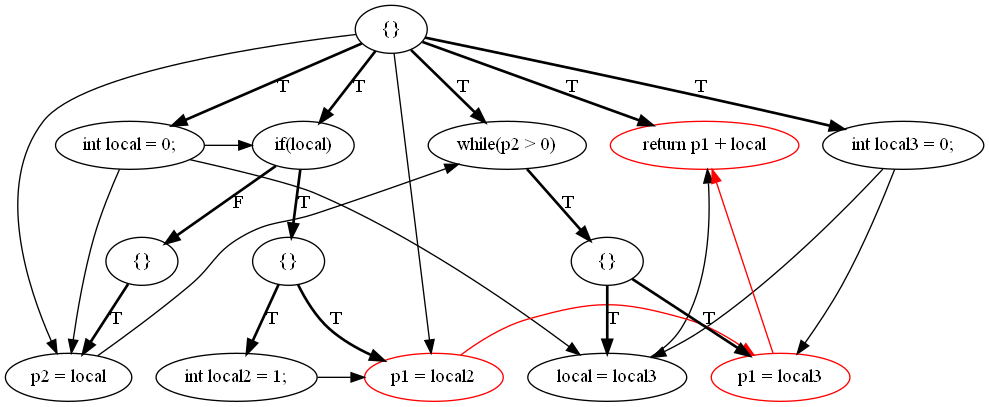 {}
T
T
T
T
T
int local = 0;
if(local)
while(p2 > 0)
return p1 + local
int local3 = 0;
F
T
T
{}
{}
{}
T
T
T
T
T
p2 = local
int local2 = 1;
p1 = local2
local = local3
p1 = local3